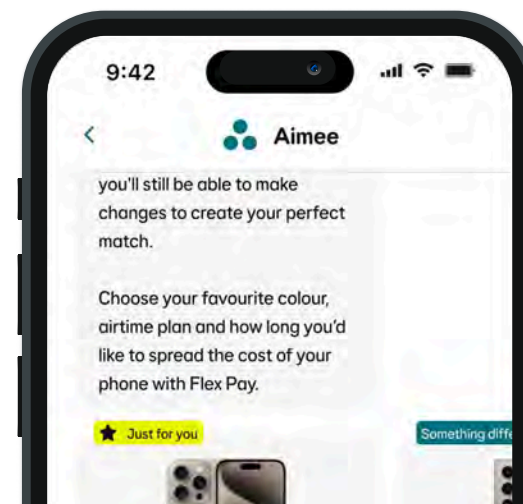 9:42
Aimee
you'll still be able to make
changes to create your perfect
match.
Choose your favourite colour,
airtime plan and how long you'd
like to spread the cost of your
phone with Flex Pay.
Just for you
Something diffe